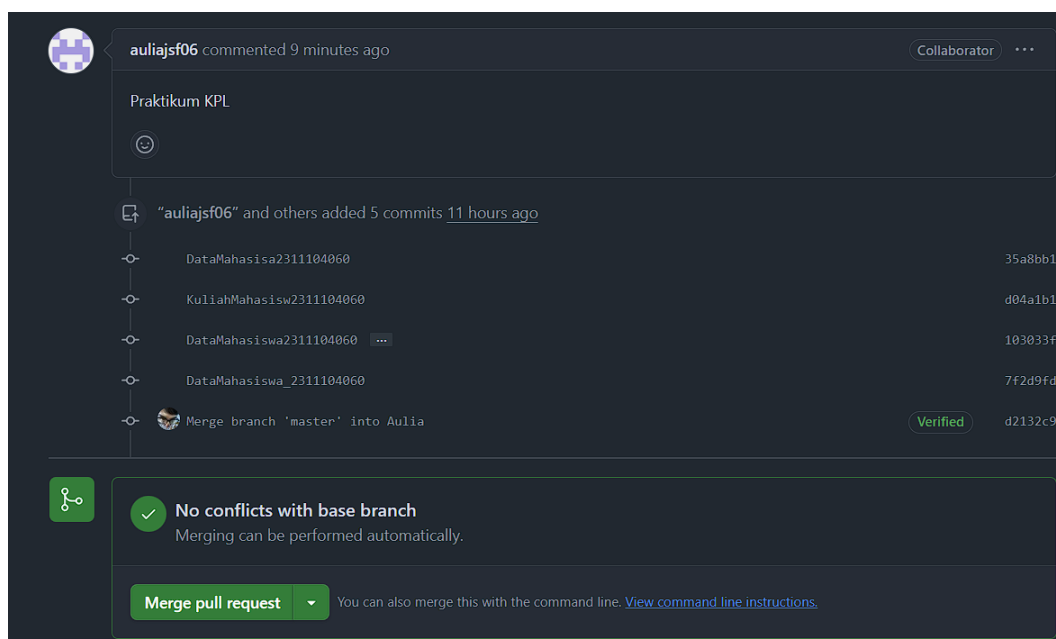 auliajsf06 commented 9 minutes ago Collaborator ...
Praktikum KPL
“auliajsf06” and others added 5 commits 11 hours ago
DataMahasisa2311104060 35a8bb1
KuliahMahasisw2311104060 d04a1b1
DataMahasiswa2311104060 ... 103033f
DataMahasiswa_2311104060 7f2d9fd
Merge branch 'master' into Aulia Verified d2132c9
No conflicts with base branch
Merging can be performed automatically.
Merge pull request You can also merge this with the command line. View command line instructions.